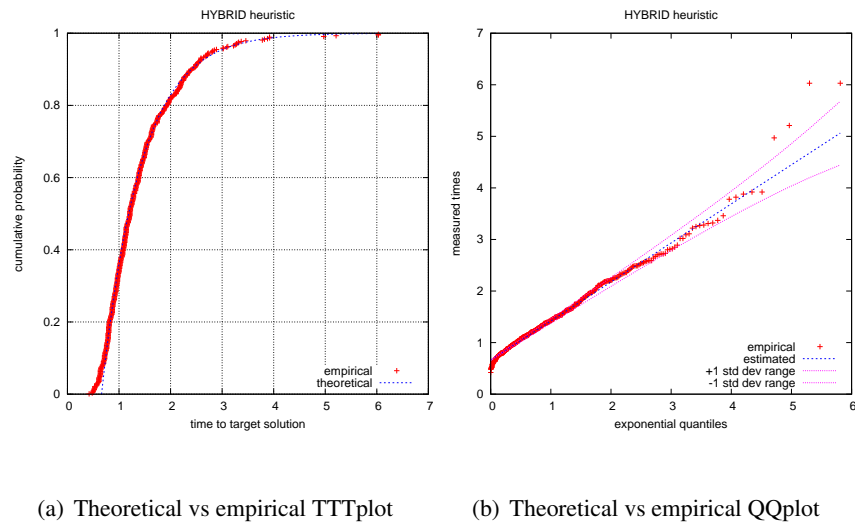 HYBRID heuristic
1
0.8
0.6
0.4
0.2
0
cumulative probability
0 1 2 3 4 5 6 7
time to target solution
empirical
theoretical
HYBRID heuristic
7
6
5
4
3
2
1
0
measured times
0 1 2 3 4 5 6
exponential quantiles
empirical
estimated
+1 std dev range
-1 std dev range
(a) Theoretical vs empirical TTTplot
(b) Theoretical vs empirical QQplot